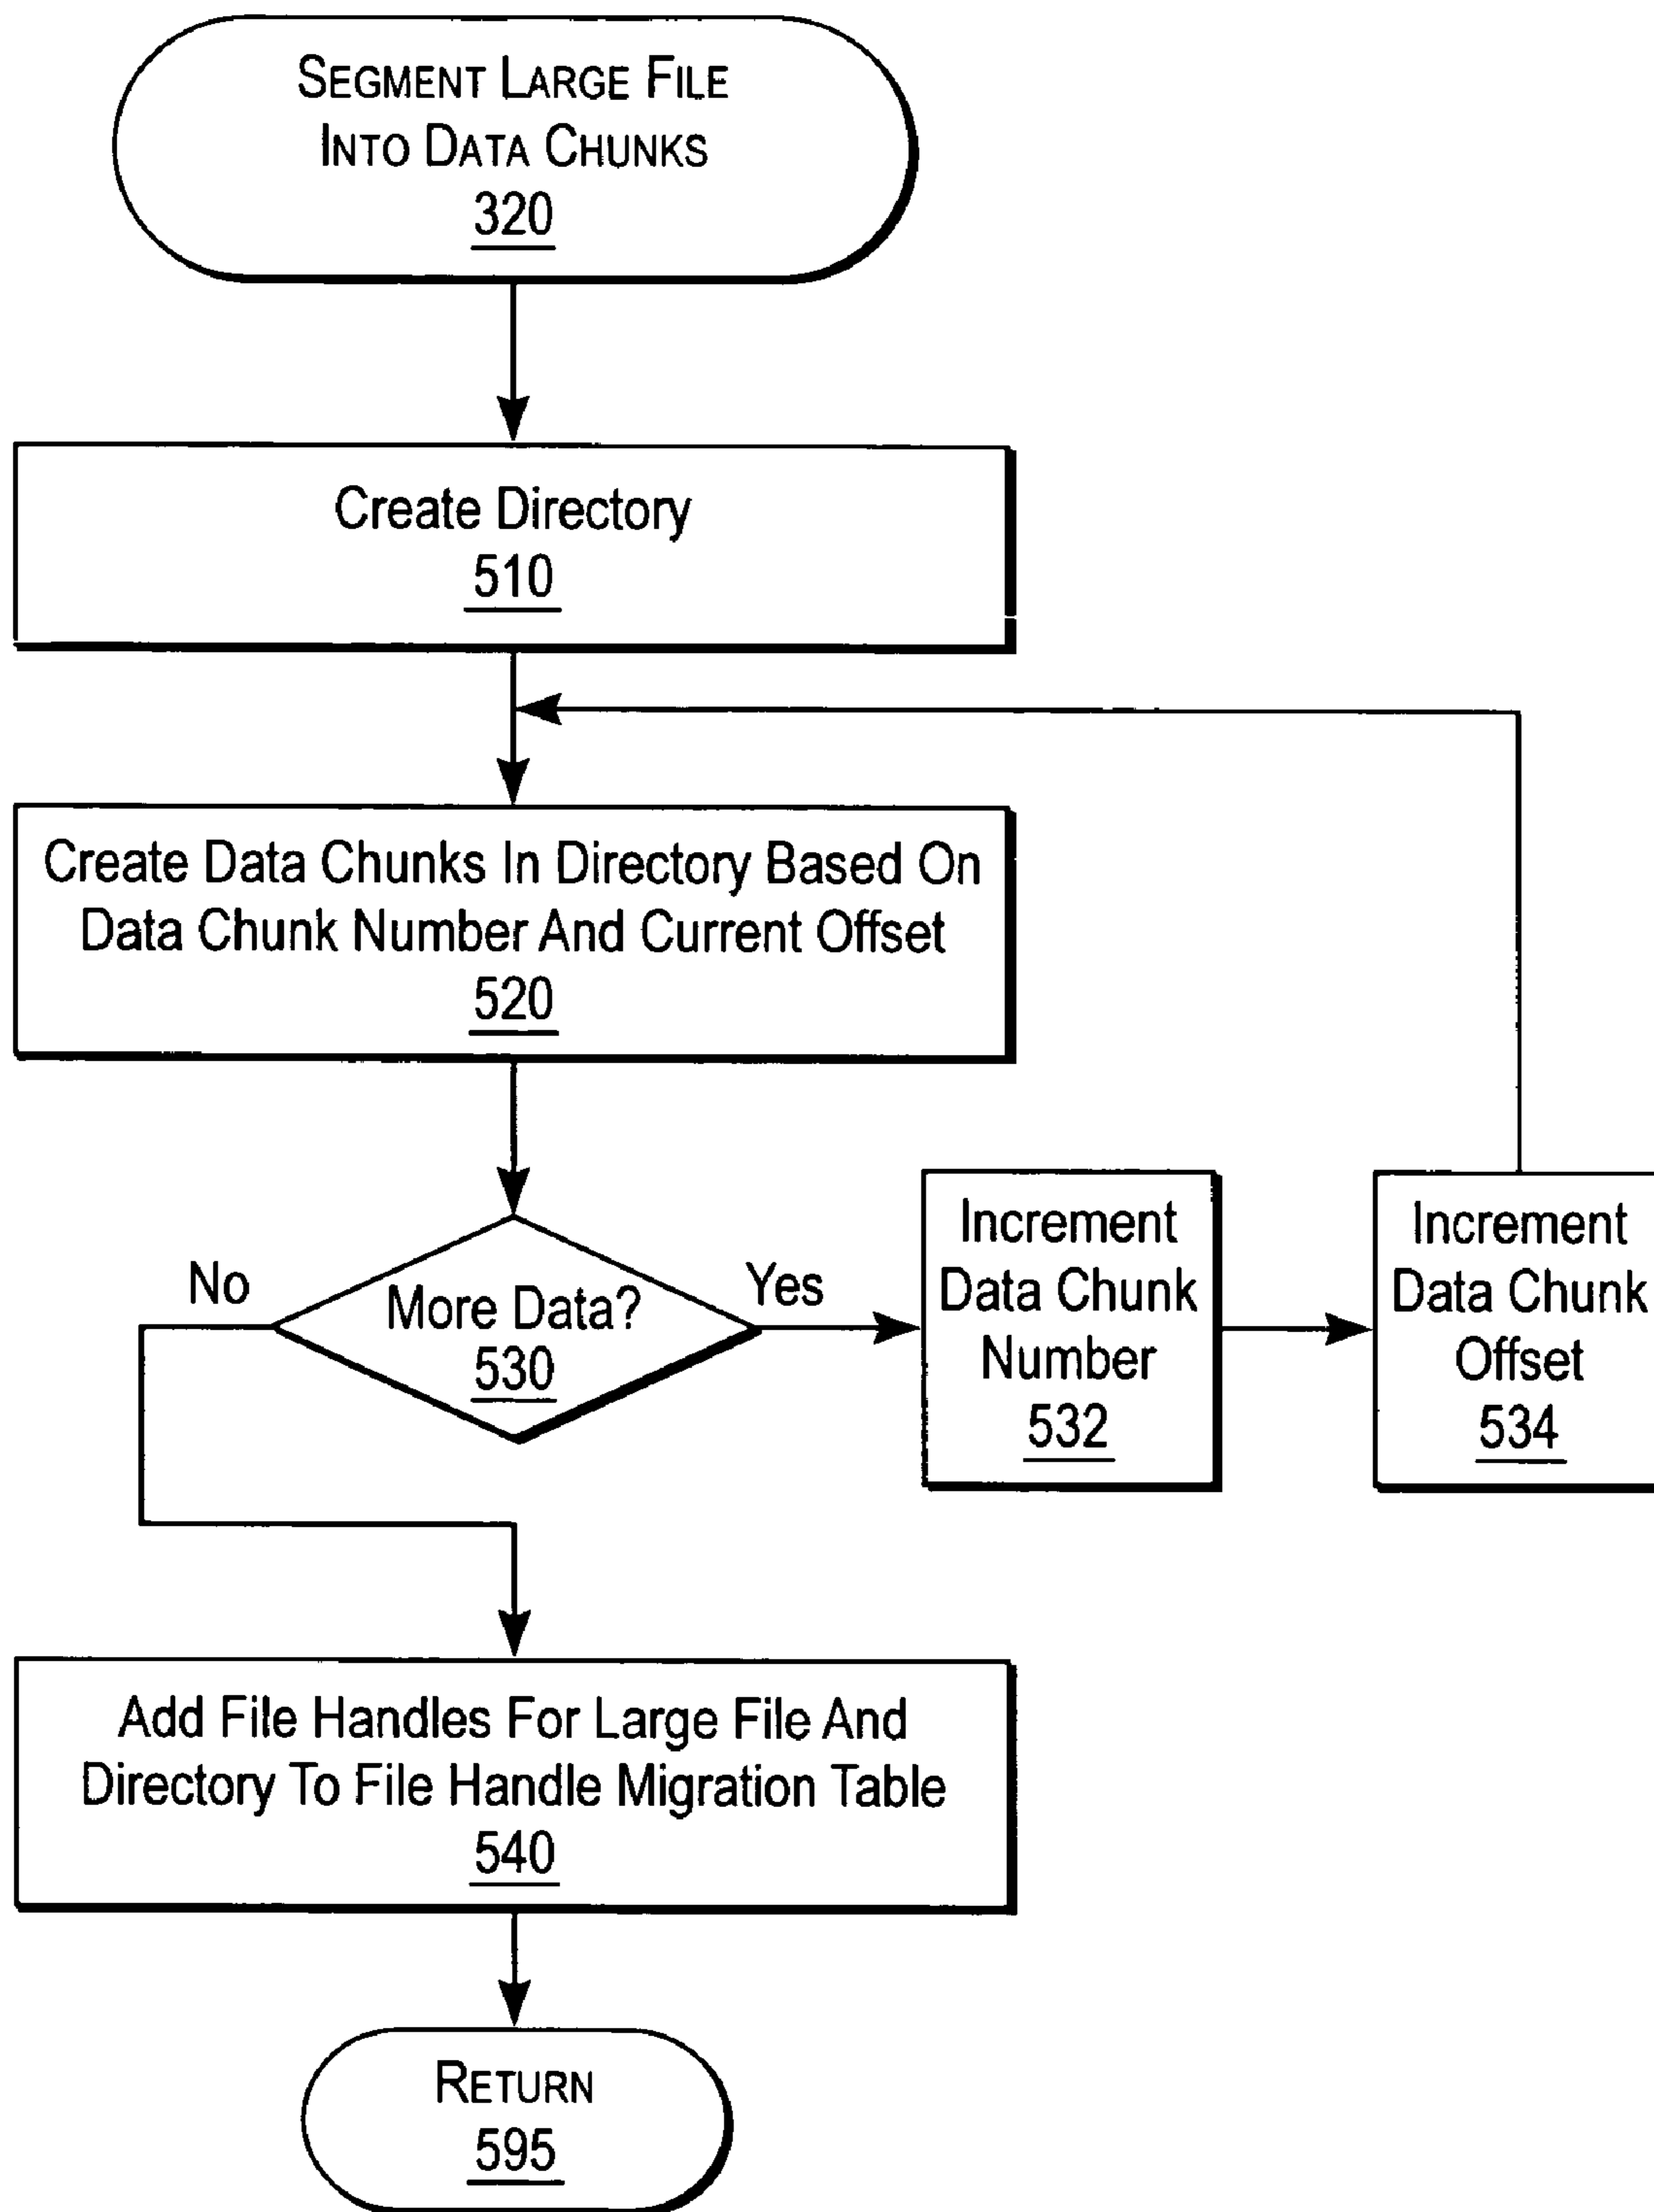 SEGMENT LARGE FILE
INTO DATA CHUNKS
320
Create Directory
510
Create Data Chunks In Directory Based On
Data Chunk Number And Current Offset
520
No
More Data?
530
Yes
Increment
Data Chunk
Number
532
Increment
Data Chunk
Offset
534
Add File Handles For Large File And
Directory To File Handle Migration Table
540
RETURN
595